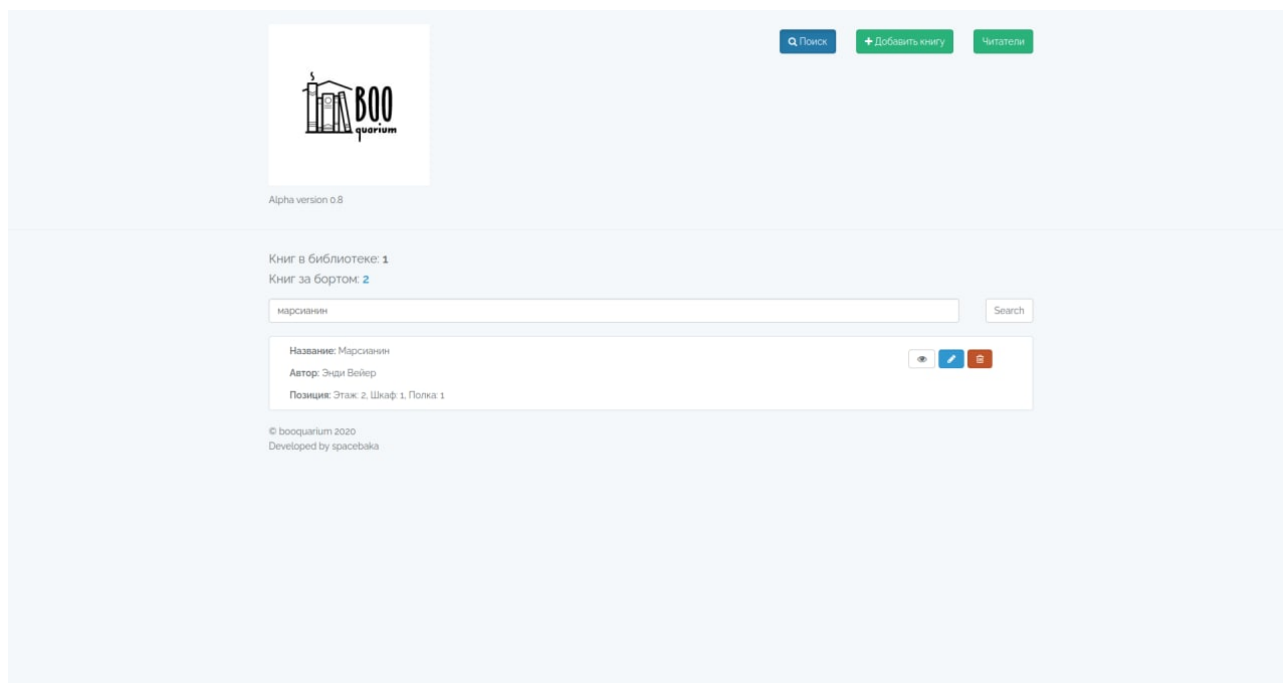 BOO
quarium
Поиск
Добавить книгу
Читатели
Alpha version 0.8
Книг в библиотеке: 1
Книг за бортом: 2
марсианин
Search
Название: Марсианин
Автор: Энди Вейер
Позиция: Этаж: 2, Шкаф: 1, Полка: 1
© booquarium 2020
Developed by spacebaka